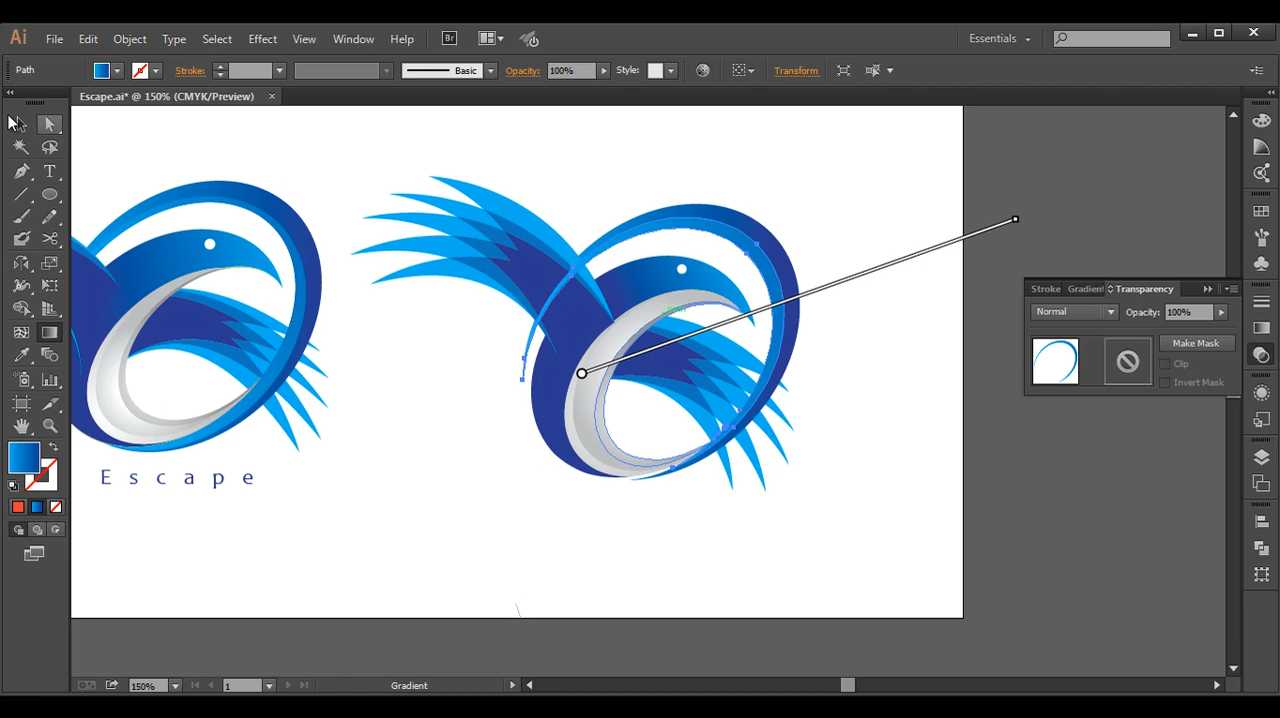 Ai File Edit Object Type Select Effect View Window Help Br Essentials
Path Stroke: Basic Opacity: 100% Style: Transform
Escape.ai* @ 150% (CMYK/Preview) ×
Stroke Gradien Transparency
Normal Opacity: 100%
Make Mask
Clip
Invert Mask
E s c a p e
150% 1 Gradient